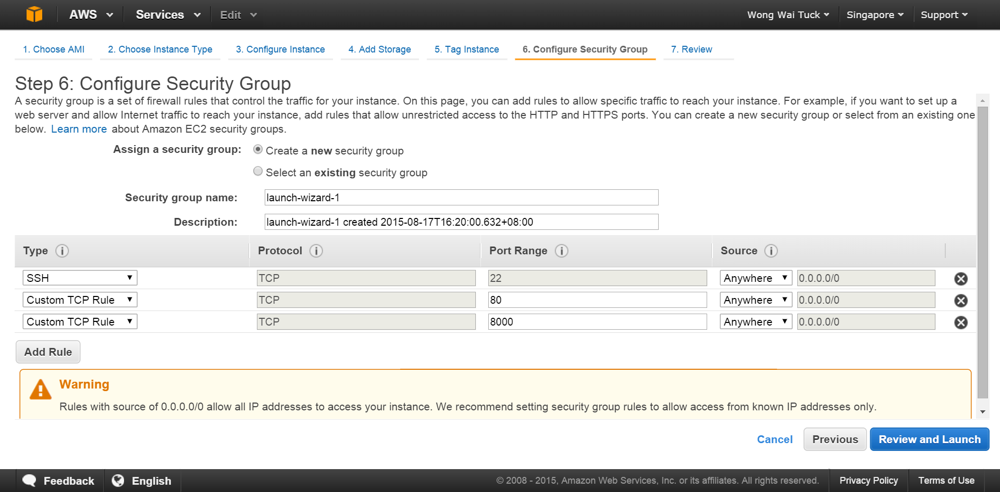 AWS Services Edit Wong Wai Tuck Singapore Support
1. Choose AMI 2. Choose Instance Type 3. Configure Instance 4. Add Storage 5. Tag Instance 6. Configure Security Group 7. Review
Step 6: Configure Security Group
A security group is a set of firewall rules that control the traffic for your instance. On this page, you can add rules to allow specific traffic to reach your instance. For example, if you want to set up a
web server and allow Internet traffic to reach your instance, add rules that allow unrestricted access to the HTTP and HTTPS ports. You can create a new security group or select from an existing one
below. Learn more about Amazon EC2 security groups.
Assign a security group: Create a new security group
Select an existing security group
Security group name: launch-wizard-1
Description: launch-wizard-1 created 2015-08-17T16:20:00.632+08:00
Type Protocol Port Range Source
SSH TCP 22 Anywhere 0.0.0.0/0
Custom TCP Rule TCP 80 Anywhere 0.0.0.0/0
Custom TCP Rule TCP 8000 Anywhere 0.0.0.0/0
Add Rule
Warning
Rules with source of 0.0.0.0/0 allow all IP addresses to access your instance. We recommend setting security group rules to allow access from known IP addresses only.
Cancel Previous Review and Launch
Feedback English © 2008 - 2015, Amazon Web Services, Inc. or its affiliates. All rights reserved. Privacy Policy Terms of Use